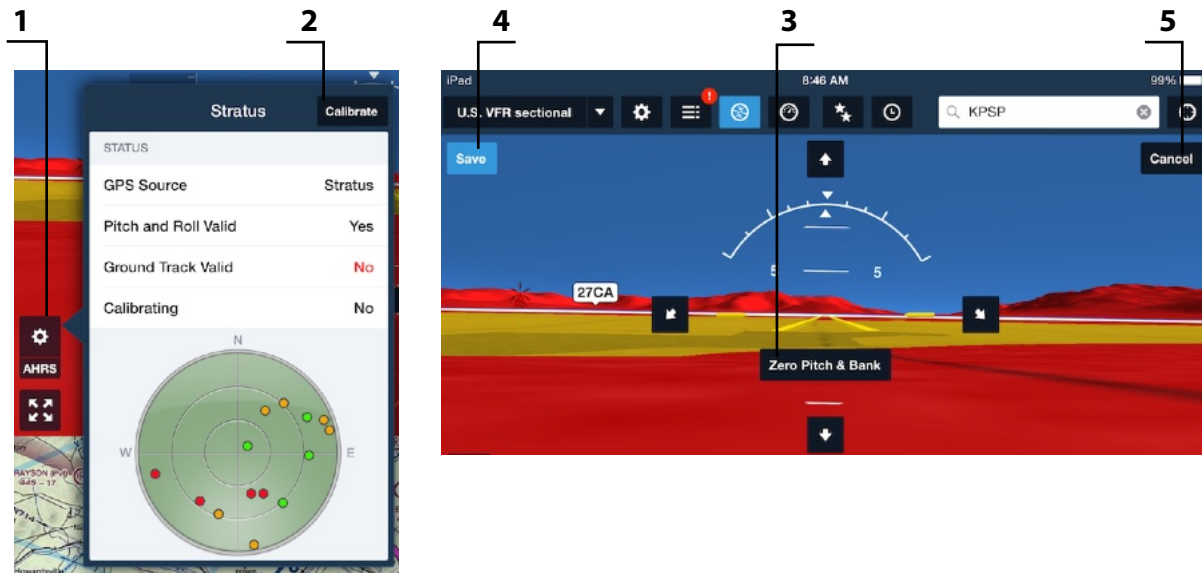 1
2
4
3
5
Stratus
Calibrate
STATUS
GPS Source Stratus
Pitch and Roll Valid Yes
Ground Track Valid No
Calibrating No
AHRS
N
W
E
iPad 8:46 AM 99%
U.S. VFR sectional ! KPSP
Save
Cancel
5 5
27CA
Zero Pitch & Bank